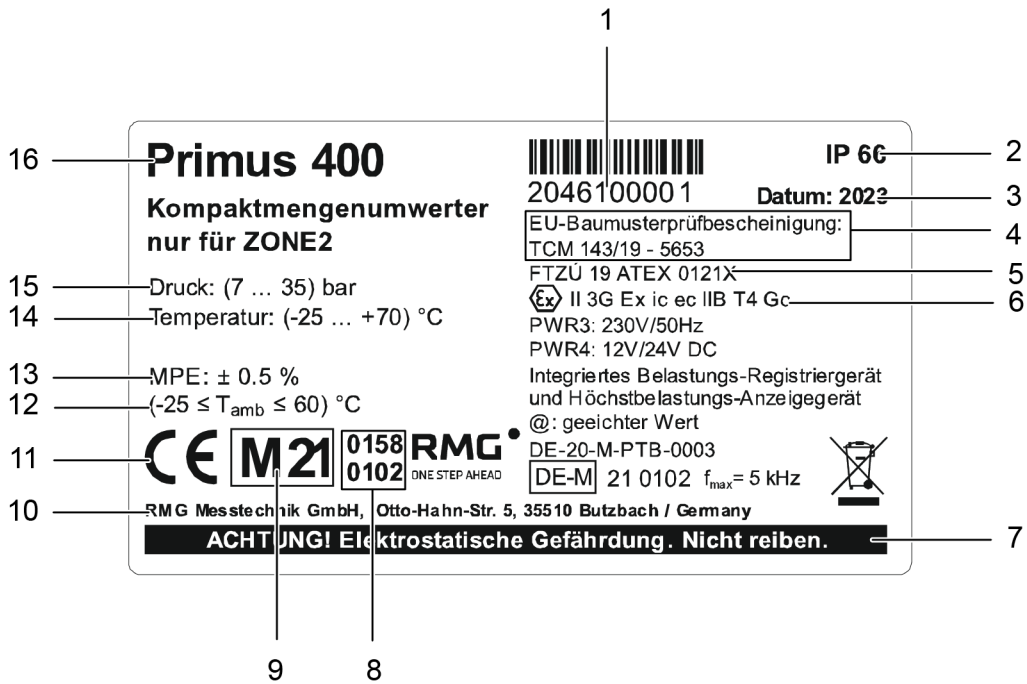 1
16
Primus 400
IP 66
2
2046100001
Datum: 2023
3
Kompaktmengenumwerter
nur für ZONE2
EU-Baumusterprüfbescheinigung:
TCM 143/19 - 5653
4
FTZÚ 19 ATEX 0121X
5
15
Druck: (7 ... 35) bar
Ex II 3G Ex ic ec IIB T4 Gc
6
14
Temperatur: (-25 ... +70) °C
PWR3: 230V/50Hz
PWR4: 12V/24V DC
13
MPE: ± 0.5 %
Integriertes Belastungs-Registriergerät
und Höchstbelastungs-Anzeigegerät
12
(-25 ≤ Tamb ≤ 60) °C
@: geeichter Wert
11
CE
M21
0158
0102
RMG
ONE STEP AHEAD
DE-20-M-PTB-0003
DE-M 21 0102 fmax= 5 kHz
10
RMG Messtechnik GmbH, Otto-Hahn-Str. 5, 35510 Butzbach / Germany
ACHTUNG! Elektrostatische Gefährdung. Nicht reiben.
7
9
8